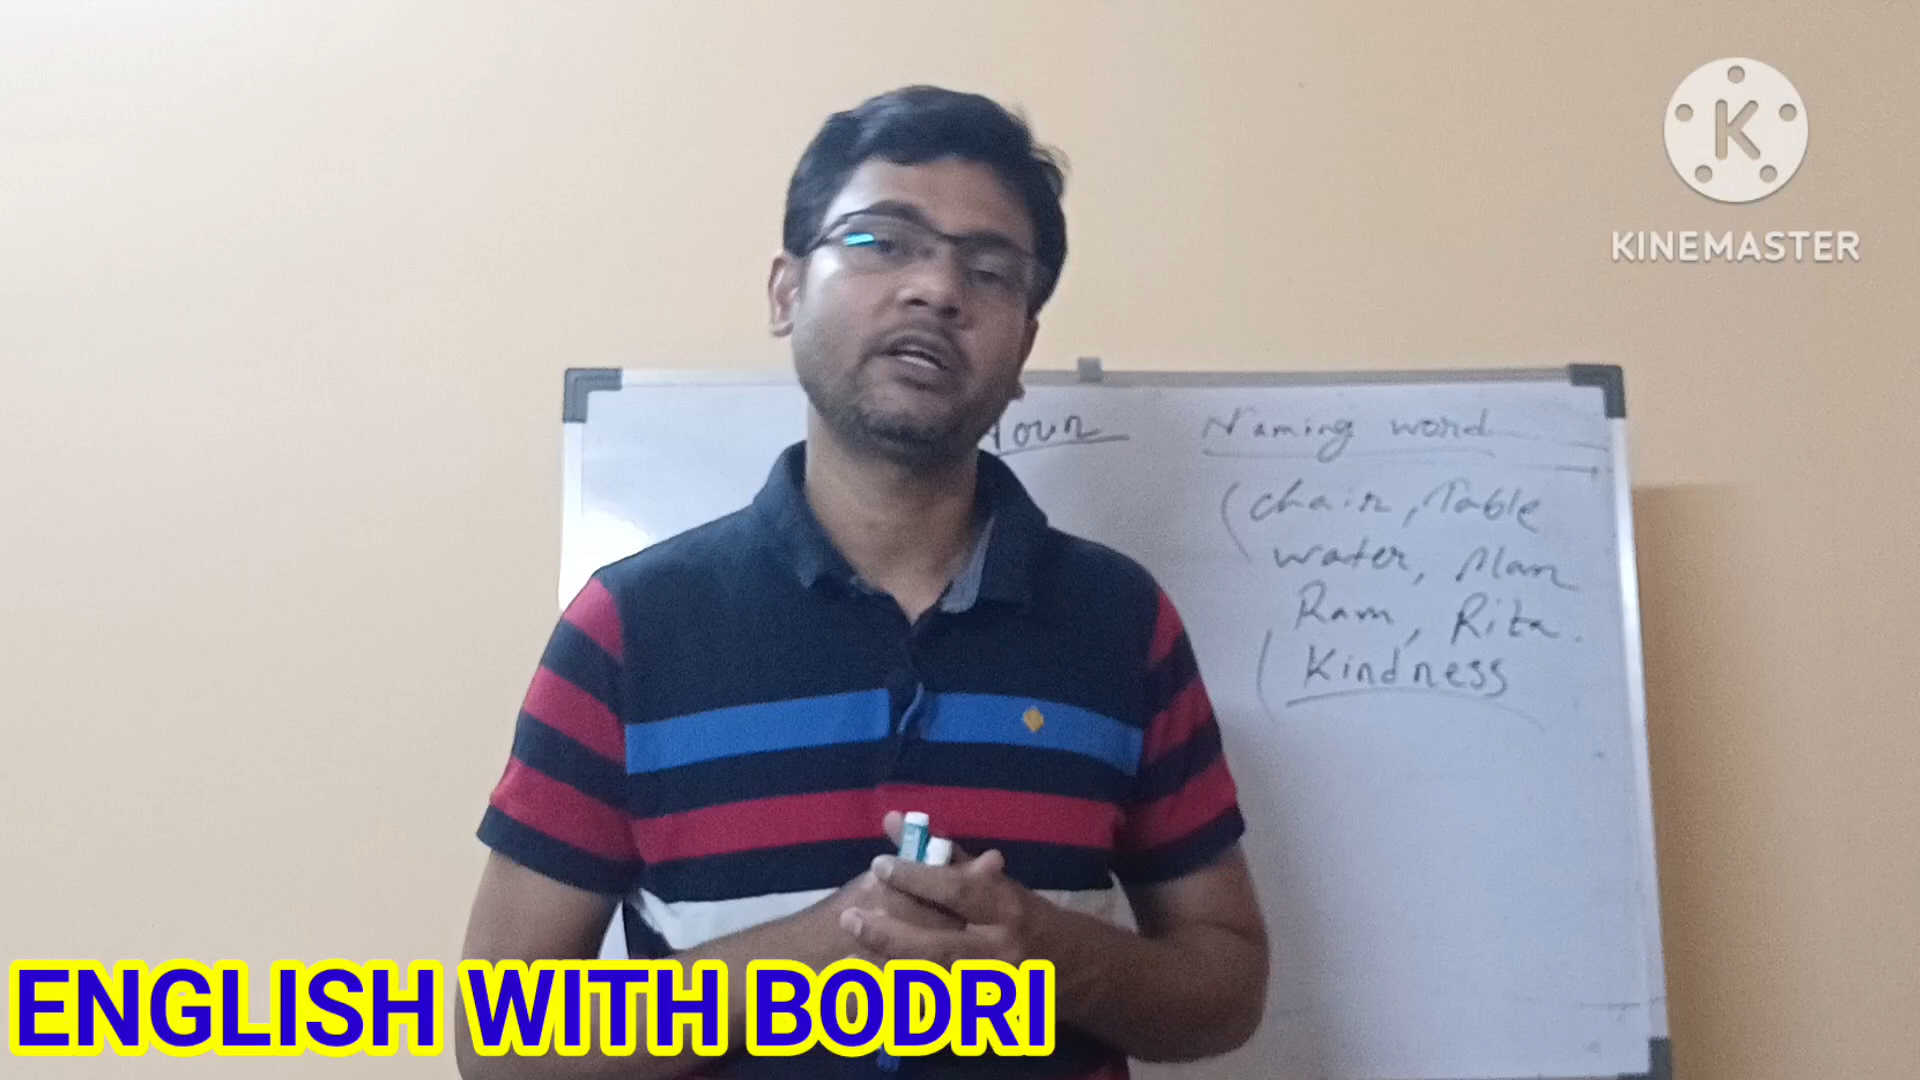 KINEMASTER
Noun Naming word
(chair, Table
water, Man
Ram, Rita.
Kindness
ENGLISH WITH BODRI